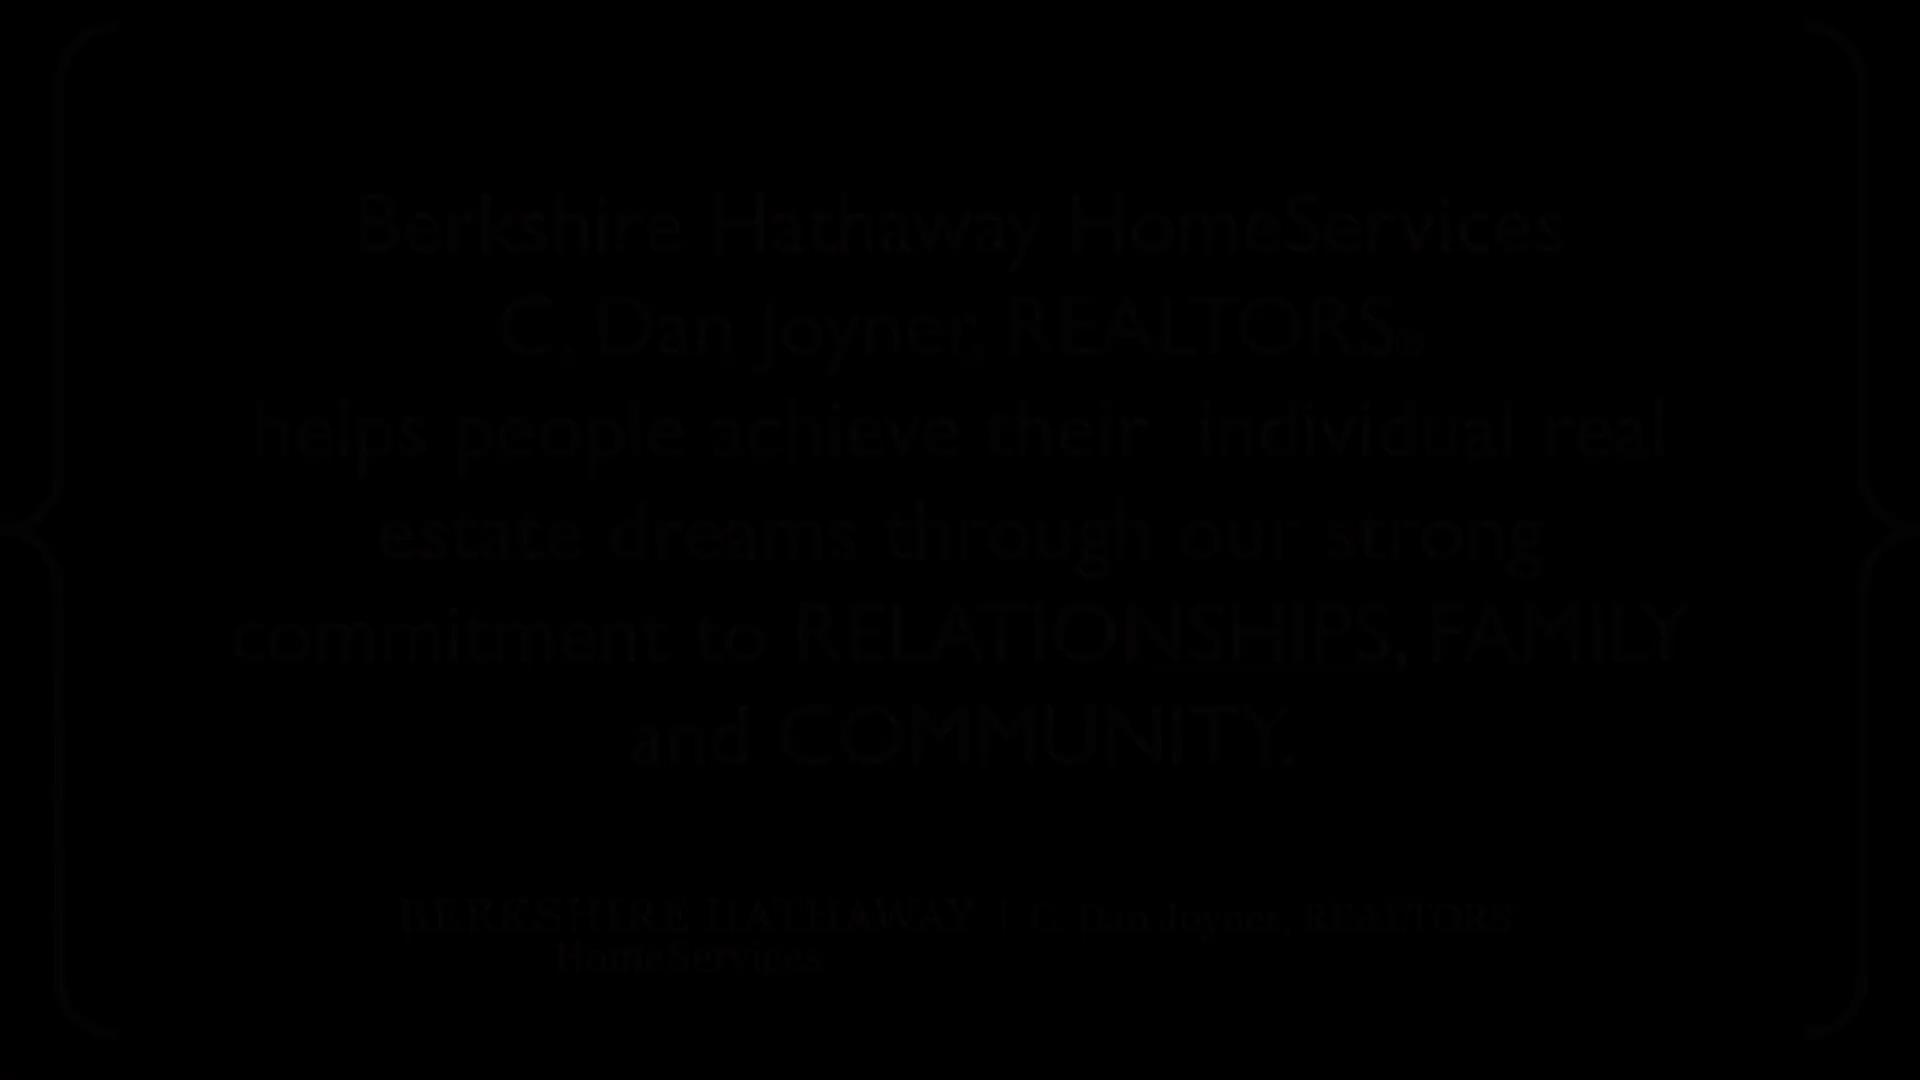 Berkshire Hathaway HomeServices
C. Dan Joyner, REALTORS®
helps people achieve their individual real
estate dreams through our strong
commitment to RELATIONSHIPS, FAMILY
and COMMUNITY.
BERKSHIRE HATHAWAY | C. Dan Joyner, REALTORS®
HomeServices